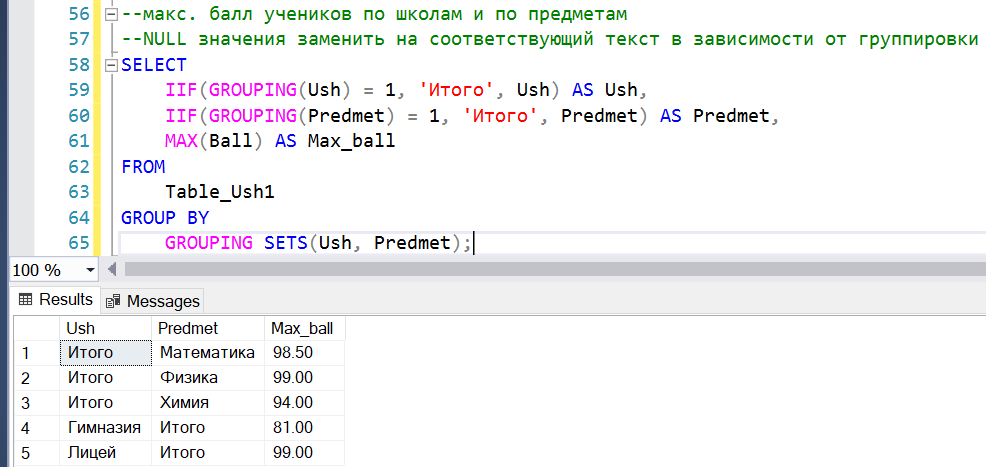 56 --макс. балл учеников по школам и по предметам
57 --NULL значения заменить на соответствующий текст в зависимости от группировки
58 SELECT
59 IIF(GROUPING(Ush) = 1, 'Итого', Ush) AS Ush,
60 IIF(GROUPING(Predmet) = 1, 'Итого', Predmet) AS Predmet,
61 MAX(Ball) AS Max_ball
62 FROM
63 Table_Ush1
64 GROUP BY
65 GROUPING SETS(Ush, Predmet);
100 %
Results Messages
Ush Predmet Max_ball
1 Итого Математика 98.50
2 Итого Физика 99.00
3 Итого Химия 94.00
4 Гимназия Итого 81.00
5 Лицей Итого 99.00